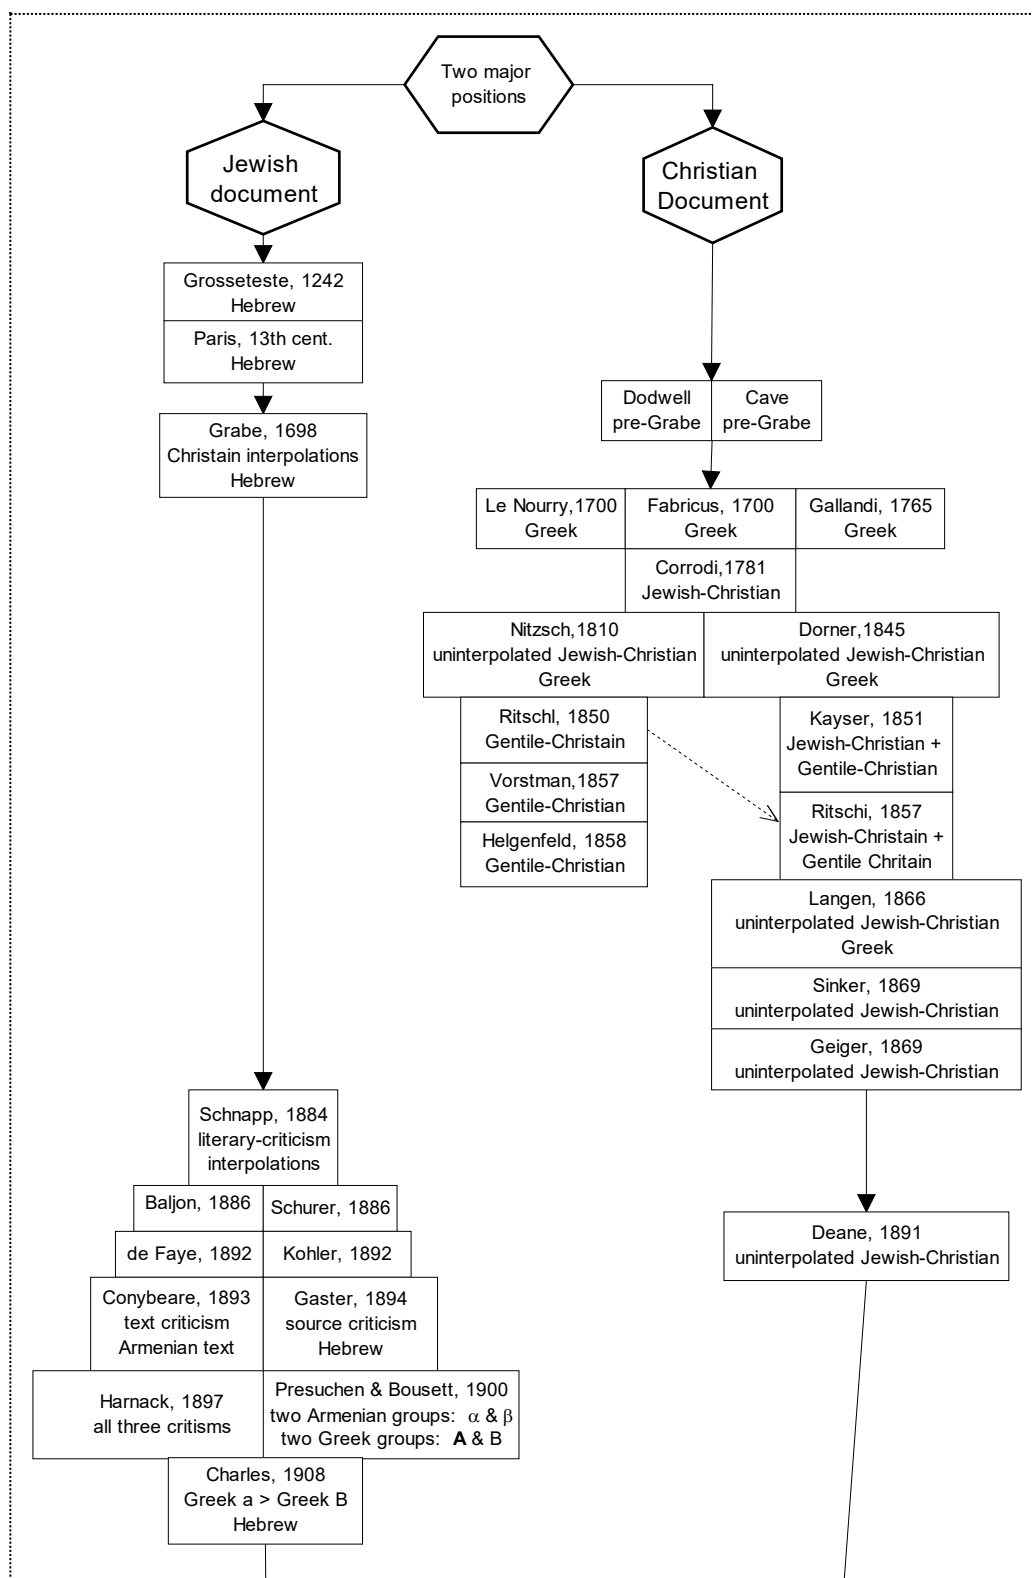 Two major
positions
Jewish
document
Christian
Document
Grosseteste, 1242
Hebrew
Paris, 13th cent.
Hebrew
Grabe, 1698
Christain interpolations
Hebrew
Dodwell
pre-Grabe
Cave
pre-Grabe
Le Nourry,1700
Greek
Fabricus, 1700
Greek
Gallandi, 1765
Greek
Corrodi,1781
Jewish-Christian
Nitzsch,1810
uninterpolated Jewish-Christian
Greek
Dorner,1845
uninterpolated Jewish-Christian
Greek
Ritschl, 1850
Gentile-Christain
Vorstman,1857
Gentile-Christian
Helgenfeld, 1858
Gentile-Christian
Kayser, 1851
Jewish-Christian +
Gentile-Christian
Ritschi, 1857
Jewish-Christain +
Gentile Chritain
Langen, 1866
uninterpolated Jewish-Christian
Greek
Sinker, 1869
uninterpolated Jewish-Christian
Geiger, 1869
uninterpolated Jewish-Christian
Schnapp, 1884
literary-criticism
interpolations
Baljon, 1886
Schurer, 1886
de Faye, 1892
Kohler, 1892
Conybeare, 1893
text criticism
Armenian text
Gaster, 1894
source criticism
Hebrew
Harnack, 1897
all three critisms
Presuchen & Bousett, 1900
two Armenian groups: α & β
two Greek groups: A & B
Charles, 1908
Greek a > Greek B
Hebrew
Deane, 1891
uninterpolated Jewish-Christian